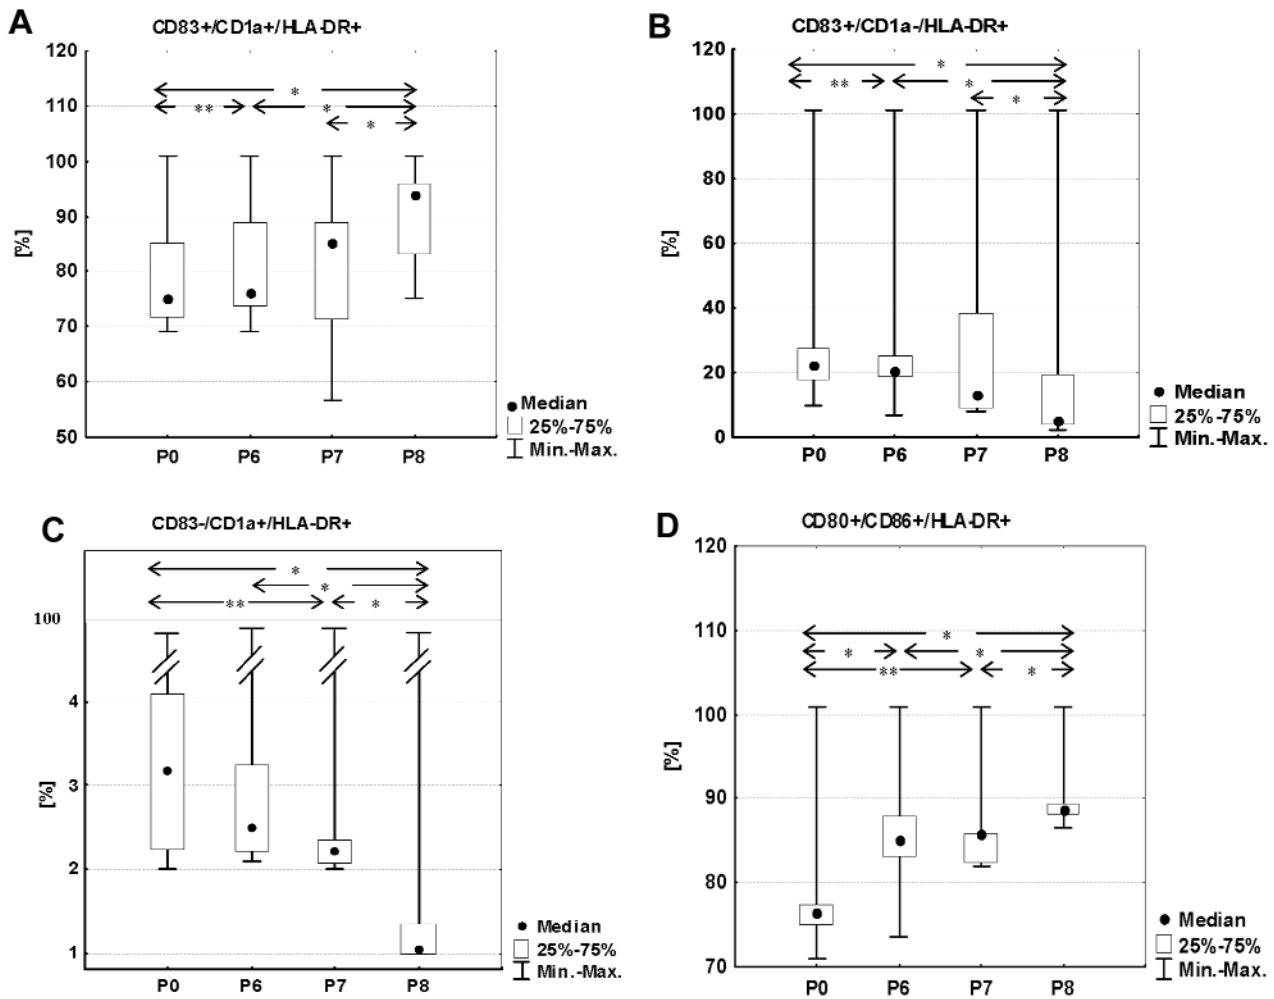 A
CD83+/CD1a+/HLA-DR+
120
110
100
90
80
70
60
50
[%]
* ** * *
P0 P6 P7 P8
Median
25%-75%
Min.-Max.
B
CD83+/CD1a-/HLA-DR+
120
100
80
60
40
20
0
[%]
* ** * *
P0 P6 P7 P8
Median
25%-75%
Min.-Max.
C
CD83-/CD1a+/HLA-DR+
100
4
3
2
1
[%]
* * ** *
P0 P6 P7 P8
Median
25%-75%
Min.-Max.
D
CD80+/CD86+/HLA-DR+
120
110
100
90
80
70
[%]
* * * ** *
P0 P6 P7 P8
Median
25%-75%
Min.-Max.